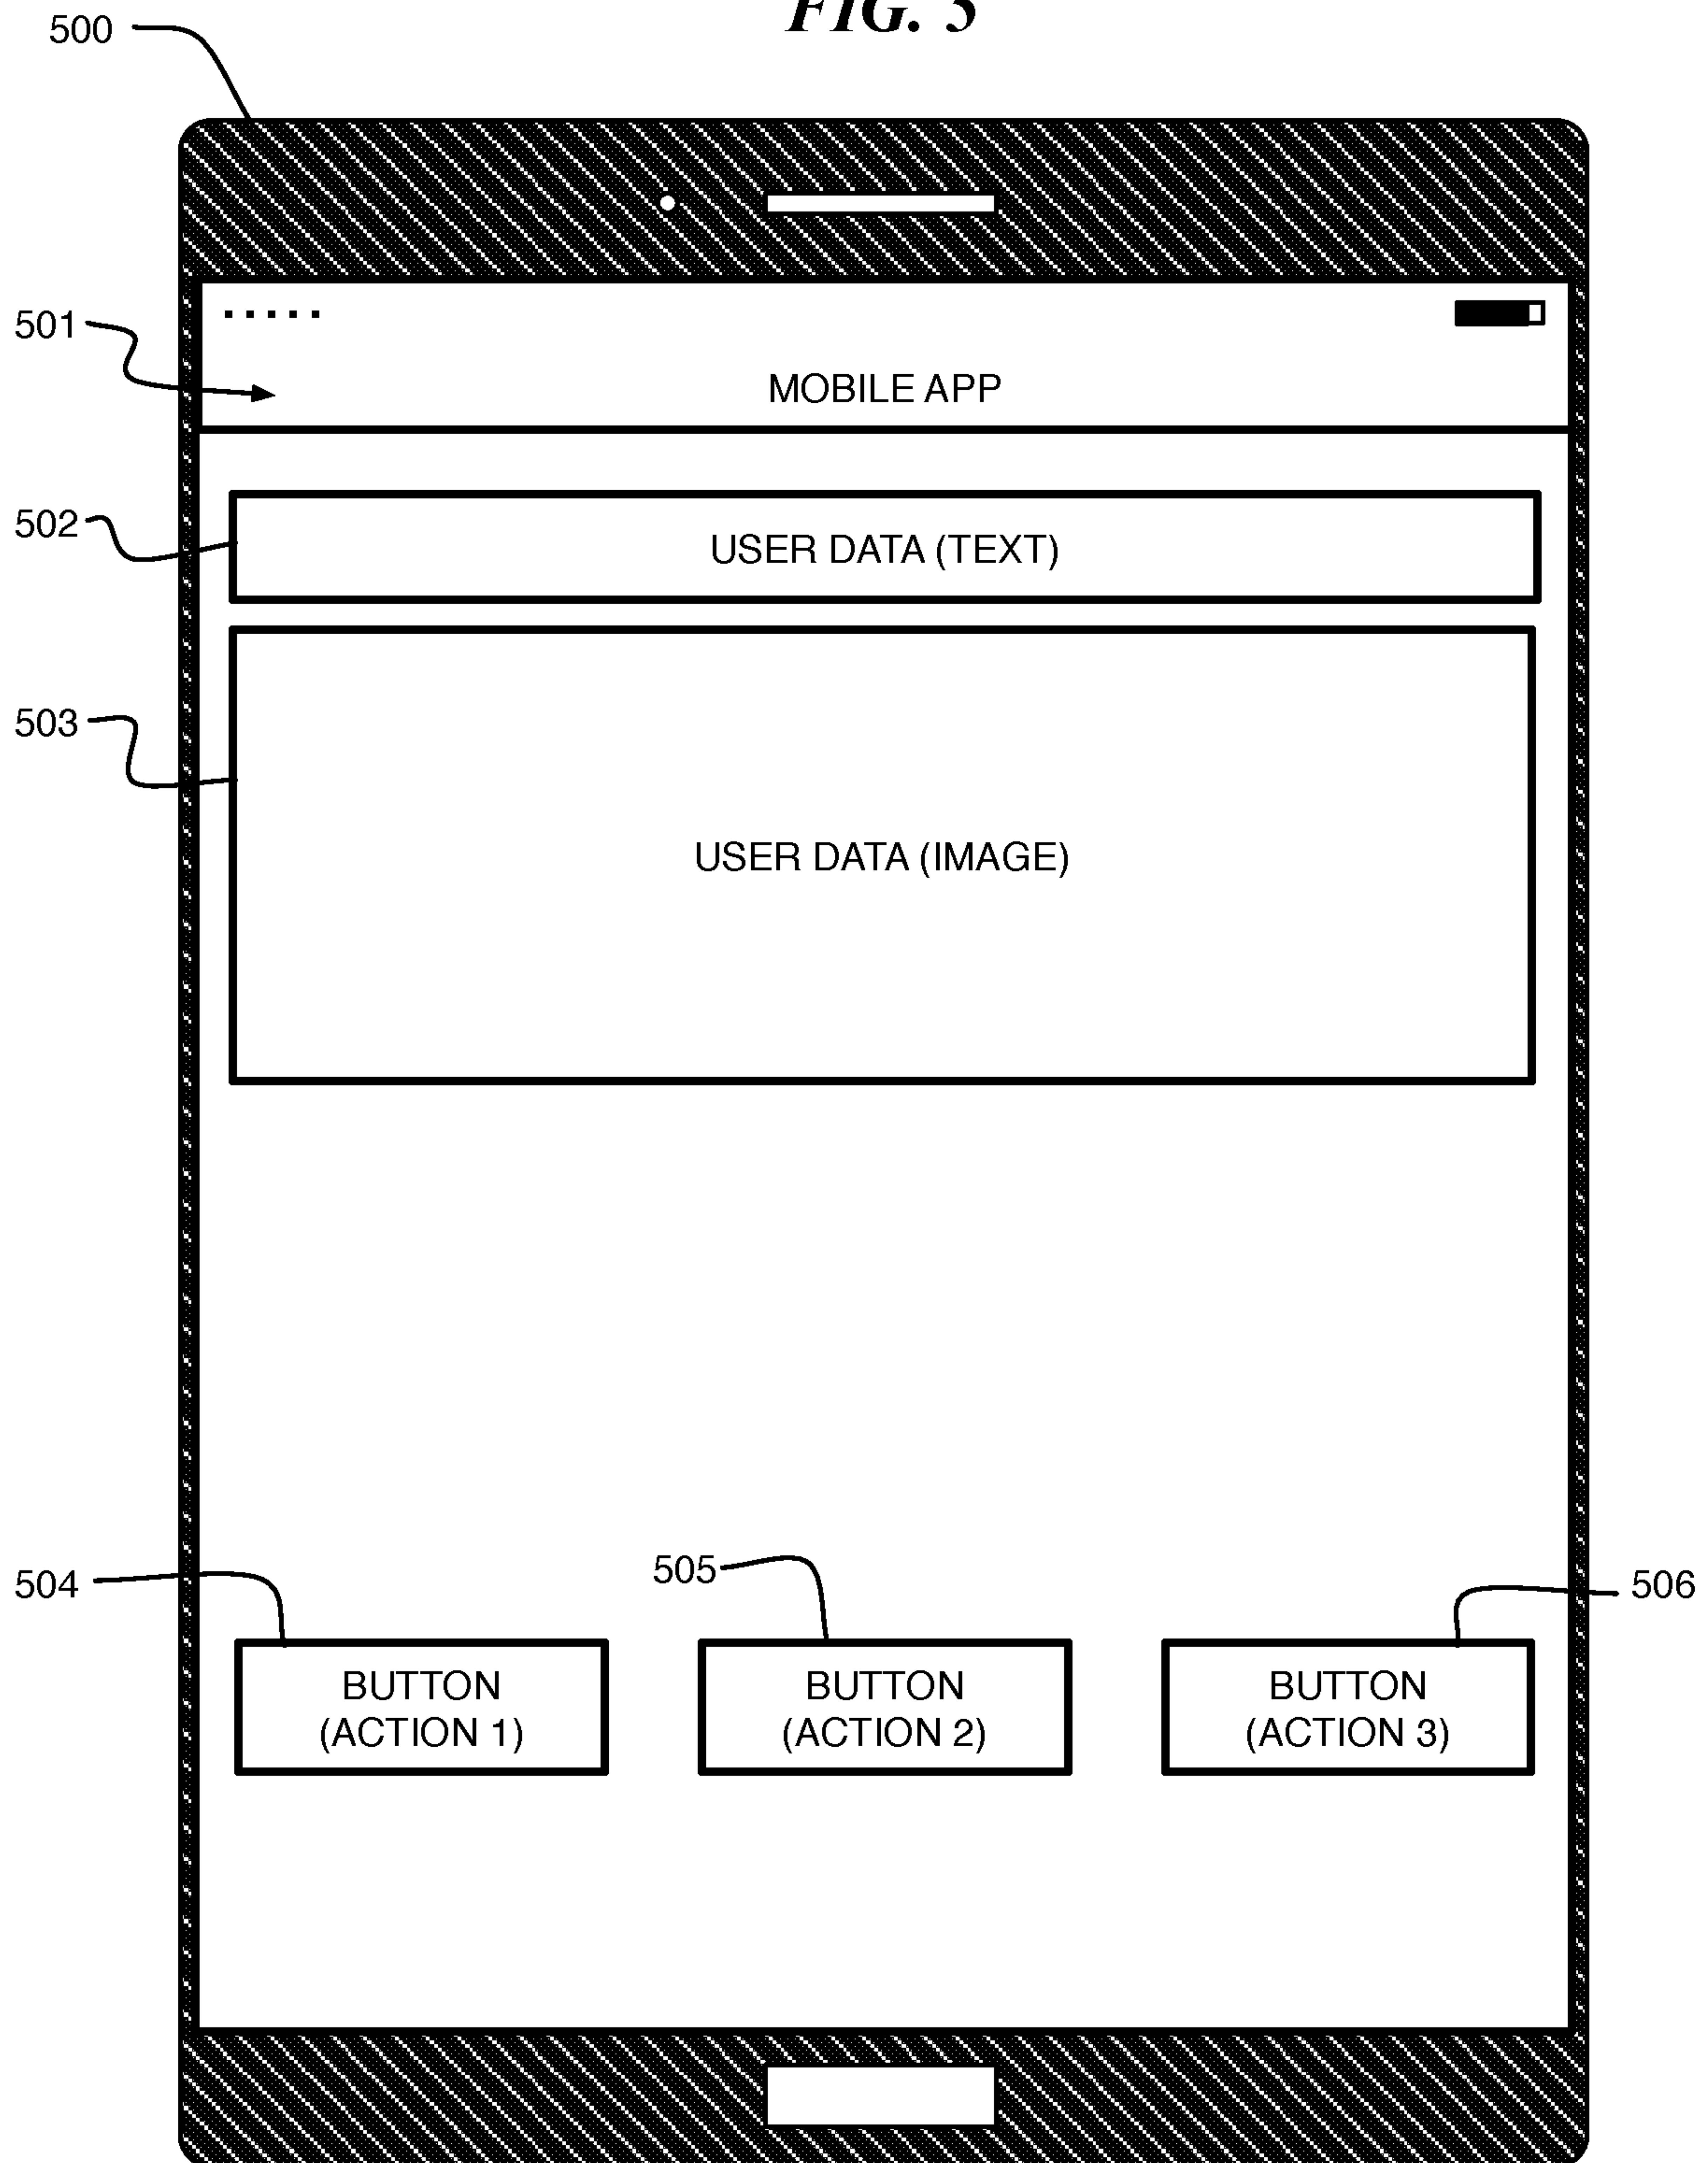 FIG. 5
500
501
MOBILE APP
502
USER DATA (TEXT)
503
USER DATA (IMAGE)
504
505
506
BUTTON
(ACTION 1)
BUTTON
(ACTION 2)
BUTTON
(ACTION 3)